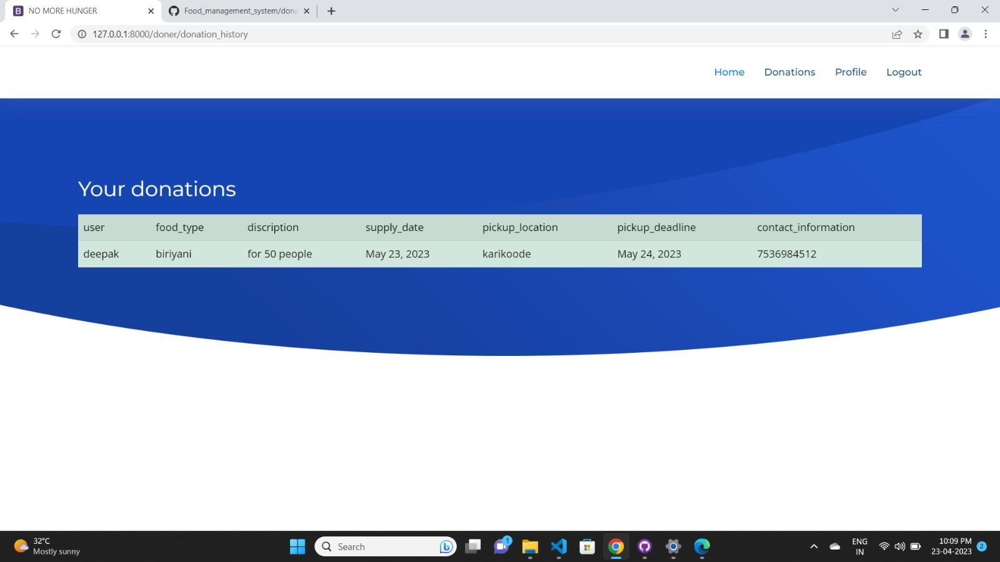 NO MORE HUNGER
Food_management_system/dona
127.0.0.1:8000/doner/donation_history
Home Donations Profile Logout
Your donations
user food_type discription supply_date pickup_location pickup_deadline contact_information
deepak biriyani for 50 people May 23, 2023 karikoode May 24, 2023 7536984512
32°C
Mostly sunny
Search
1
ENG
IN
10:09 PM
23-04-2023
2